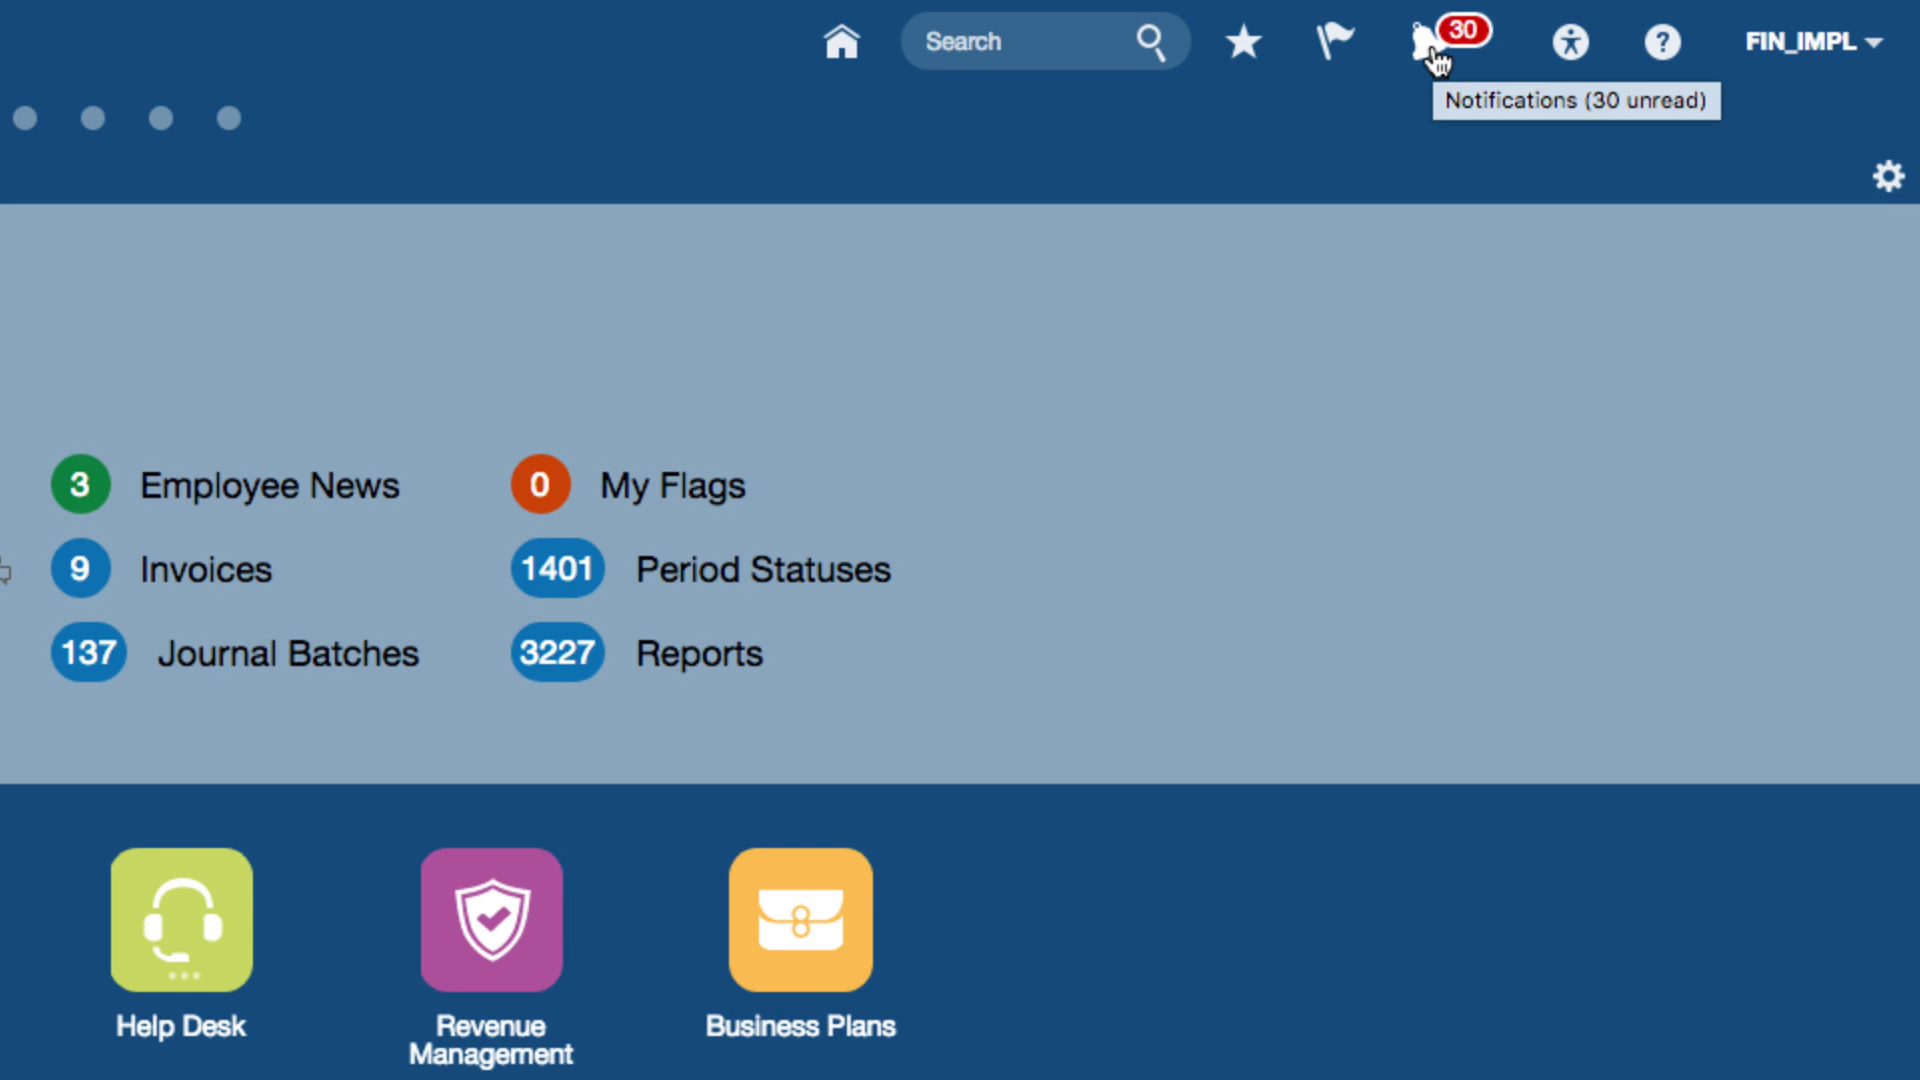 Search
30
FIN_IMPL
Notifications (30 unread)
3 Employee News
0 My Flags
9 Invoices
1401 Period Statuses
137 Journal Batches
3227 Reports
Help Desk
Revenue
Management
Business Plans